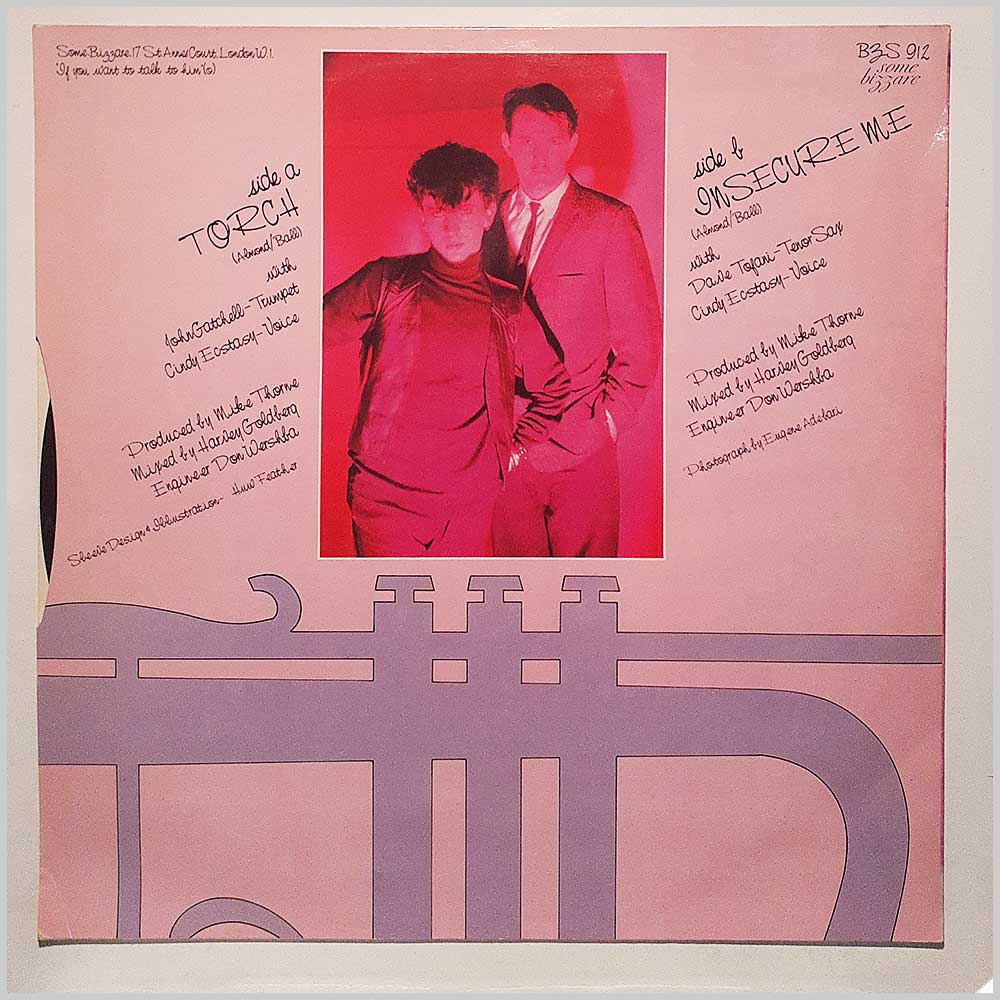 Some Bizzare, 17 St. Annes Court, London W.1.
"If you want to talk to him"(o)
BZS 912
some
bizzare
side a
TORCH
(Almond/Ball)
with
John Gatchell - Trumpet
Cindy Ecstasy - Voice
Produced by Mike Thorne
Mixed by Harvey Goldberg
Engineer Don Wershba
Sleeve Design & Illustration - Huw Feather
side b
INSECURE ME
(Almond/Ball)
with
Dave Tofani - Tenor Sax
Cindy Ecstasy - Voice
Produced by Mike Thorne
Mixed by Harvey Goldberg
Engineer Don Wershba
Photograph by Eugene Adebari